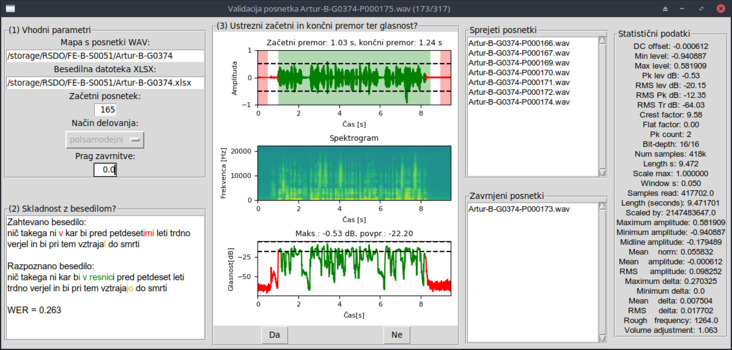 Validacija posnetka Artur-B-G0374-P000175.wav (173/317)
(1) Vhodni parametri
Mapa s posnetki WAV:
/storage/RSDO/FE-B-S0051/Artur-B-G0374
Besedilna datoteka XLSX:
/storage/RSDO/FE-B-S0051/Artur-B-G0374.xlsx
Začetni posnetek:
165
Način delovanja:
polsamodejni
Prag zavrnitve:
0.0
(2) Skladnost z besedilom?
Zahtevano besedilo:
nič takega ni v kar bi pred petdesetimi leti trdno
verjel in bi pri tem vztrajal do smrti
Razpoznano besedilo:
nič takega ni kar bi v resnici pred petdeset leti
trdno verjel in bi pri tem vztrajajo do smrti
WER = 0.263
(3) Ustrezni začetni in končni premor ter glasnost?
Začetni premor: 1.03 s, končni premor: 1.24 s
Amplituda
1
0
−1
0
2
4
6
8
Čas [s]
Spektrogram
Frekvenca [Hz]
20000
15000
10000
5000
0
0
2
4
6
8
Čas [s]
Maks.: -0.53 dB, povpr.: -22.20
Glasnost[dB]
−25
−50
0
2
4
6
8
Čas[s]
Da
Ne
Sprejeti posnetki
Artur-B-G0374-P000166.wav
Artur-B-G0374-P000169.wav
Artur-B-G0374-P000170.wav
Artur-B-G0374-P000171.wav
Artur-B-G0374-P000172.wav
Artur-B-G0374-P000174.wav
Zavrnjeni posnetki
Artur-B-G0374-P000173.wav
Statistični podatki
DC offset: -0.000612
Min level: -0.940887
Max level: 0.581909
Pk lev dB: -0.53
RMS lev dB: -20.15
RMS Pk dB: -12.35
RMS Tr dB: -64.03
Crest factor: 9.58
Flat factor: 0.00
Pk count: 2
Bit-depth: 16/16
Num samples: 418k
Length s: 9.472
Scale max: 1.000000
Window s: 0.050
Samples read: 417702.0
Length (seconds): 9.471701
Scaled by: 2147483647.0
Maximum amplitude: 0.581909
Minimum amplitude: -0.940887
Midline amplitude: -0.179489
Mean norm: 0.055832
Mean amplitude: -0.000612
RMS amplitude: 0.098252
Maximum delta: 0.270325
Minimum delta: 0.0
Mean delta: 0.007504
RMS delta: 0.017702
Rough frequency: 1264.0
Volume adjustment: 1.063